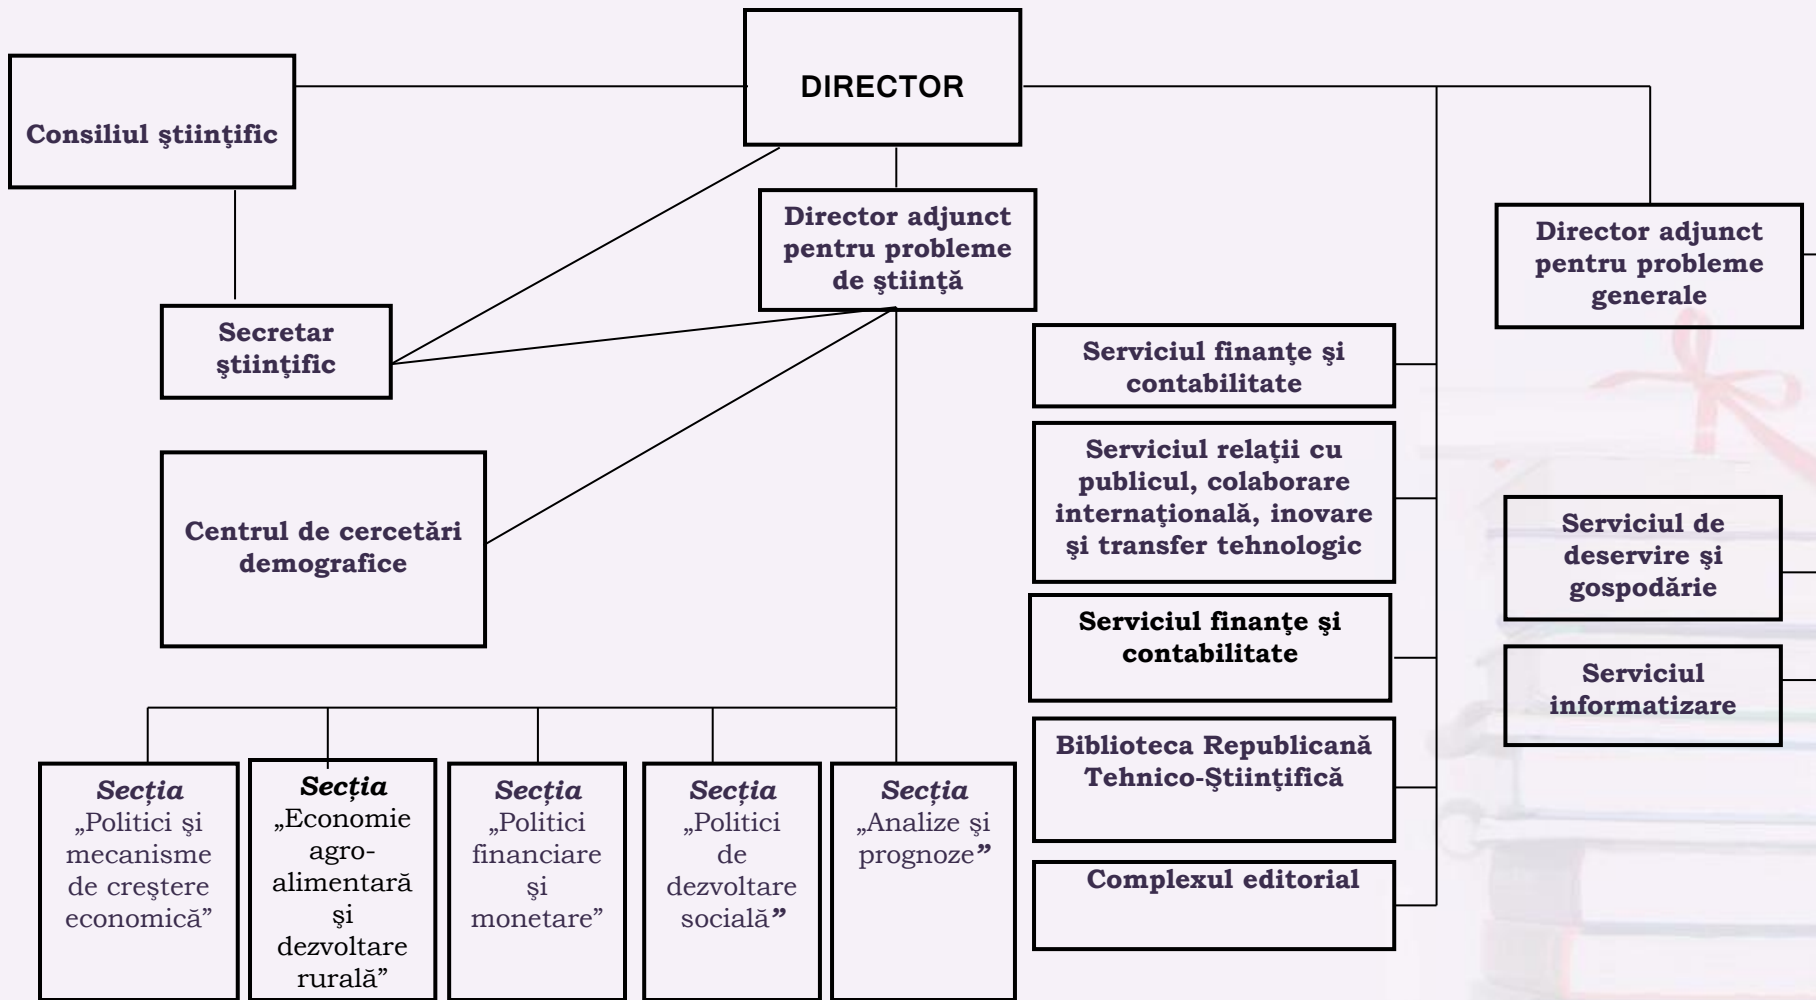 DIRECTOR
Consiliul ştiinţific
Director adjunct
pentru probleme
de ştiinţă
Director adjunct
pentru probleme
generale
Secretar
ştiinţific
Serviciul finanţe şi
contabilitate
Serviciul relaţii cu
publicul, colaborare
internaţională, inovare
şi transfer tehnologic
Centrul de cercetări
demografice
Serviciul de
deservire şi
gospodărie
Serviciul finanţe şi
contabilitate
Serviciul
informatizare
Biblioteca Republicană
Tehnico-Ştiinţifică
Complexul editorial
Secția
„Politici şi
mecanisme
de creştere
economică”
Secția
„Economie
agro-
alimentară
şi
dezvoltare
rurală”
Secția
„Politici
financiare
şi
monetare”
Secția
„Politici
de
dezvoltare
socială”
Secția
„Analize şi
prognoze”